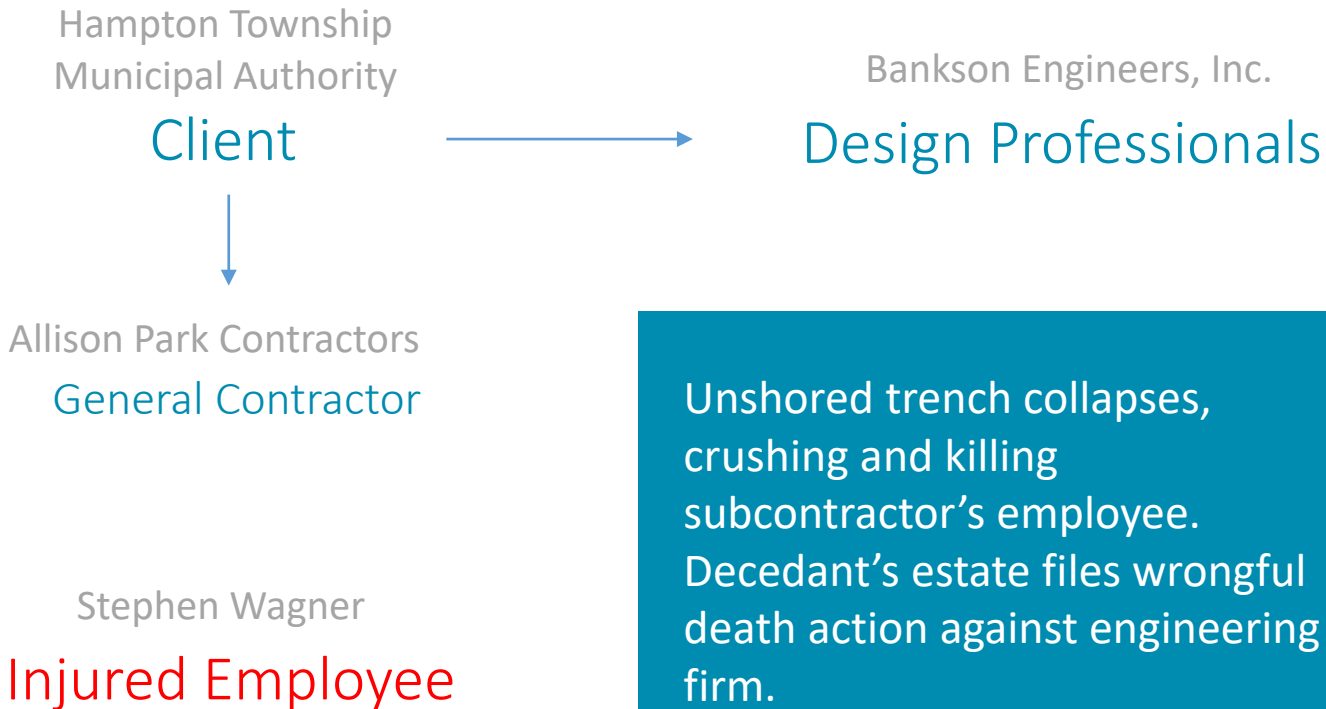 Hampton Township
Municipal Authority
Client
Bankson Engineers, Inc.
Design Professionals
Allison Park Contractors
General Contractor
Stephen Wagner
Injured Employee
Unshored trench collapses,
crushing and killing
subcontractor’s employee.
Decedant’s estate files wrongful
death action against engineering
firm.